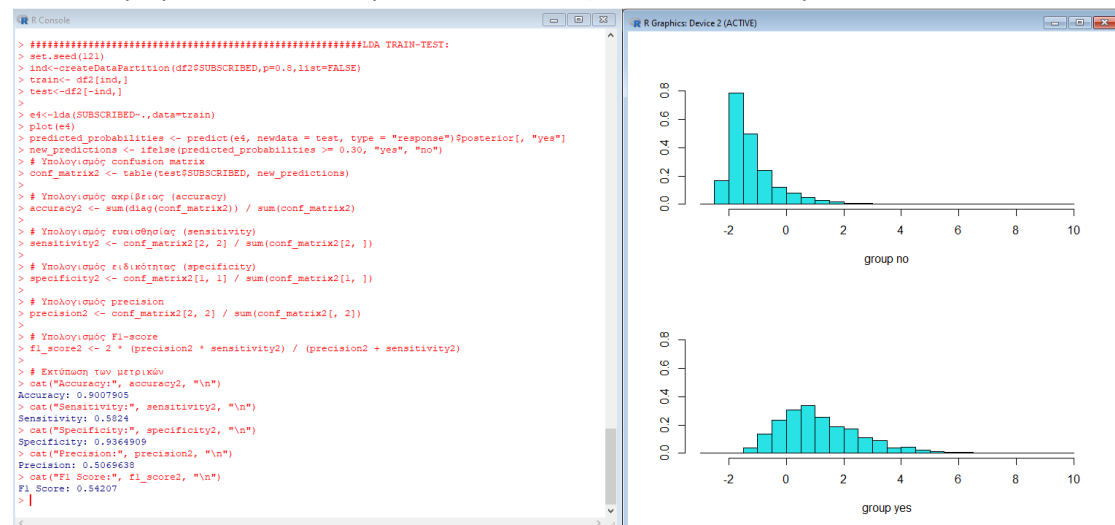 R Console
> ########################################################LDA TRAIN-TEST:
> set.seed(121)
> ind<-createDataPartition(df2$SUBSCRIBED,p=0.8,list=FALSE)
> train<- df2[ind,]
> test<-df2[-ind,]
>
> e4<-lda(SUBSCRIBED~.,data=train)
> plot(e4)
> predicted_probabilities <- predict(e4, newdata = test, type = "response")$posterior[, "yes"]
> new_predictions <- ifelse(predicted_probabilities >= 0.30, "yes", "no")
> # Υπολογισμός confusion matrix
> conf_matrix2 <- table(test$SUBSCRIBED, new_predictions)
>
> # Υπολογισμός ακρίβειας (accuracy)
> accuracy2 <- sum(diag(conf_matrix2)) / sum(conf_matrix2)
>
> # Υπολογισμός ευαισθησίας (sensitivity)
> sensitivity2 <- conf_matrix2[2, 2] / sum(conf_matrix2[2, ])
>
> # Υπολογισμός ειδικότητας (specificity)
> specificity2 <- conf_matrix2[1, 1] / sum(conf_matrix2[1, ])
>
> # Υπολογισμός precision
> precision2 <- conf_matrix2[2, 2] / sum(conf_matrix2[, 2])
>
> # Υπολογισμός F1-score
> f1_score2 <- 2 * (precision2 * sensitivity2) / (precision2 + sensitivity2)
>
> # Εκτύπωση των μετρικών
> cat("Accuracy:", accuracy2, "\n")
Accuracy: 0.9007905
> cat("Sensitivity:", sensitivity2, "\n")
Sensitivity: 0.5824
> cat("Specificity:", specificity2, "\n")
Specificity: 0.9364909
> cat("Precision:", precision2, "\n")
Precision: 0.5069638
> cat("F1 Score:", f1_score2, "\n")
F1 Score: 0.54207
>
R Graphics: Device 2 (ACTIVE)
0.8
0.6
0.4
0.2
0.0
-2 0 2 4 6 8 10
group no
0.8
0.6
0.4
0.2
0.0
-2 0 2 4 6 8 10
group yes